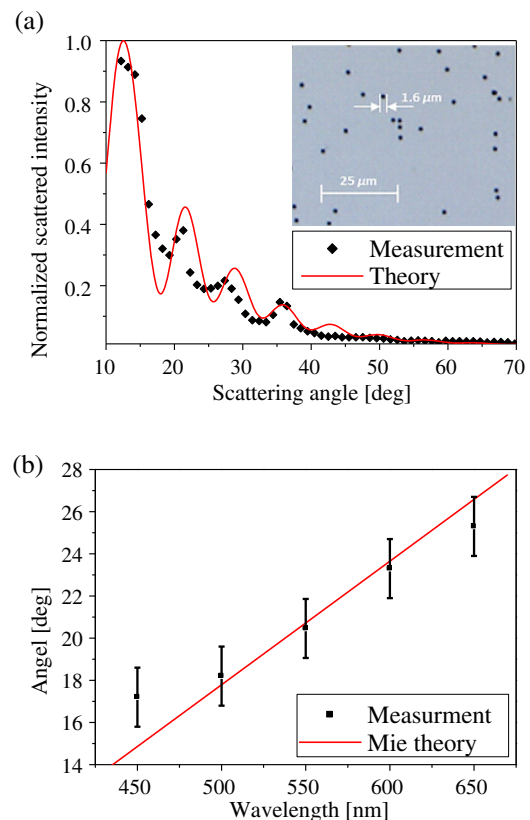 (a)
Normalized scattered intensity
1.0
0.8
0.6
0.4
0.2
1.6 μm
25 μm
Measurement
Theory
10 20 30 40 50 60 70
Scattering angle [deg]
(b)
Angel [deg]
28
26
24
22
20
18
16
14
Measurment
Mie theory
450 500 550 600 650
Wavelength [nm]